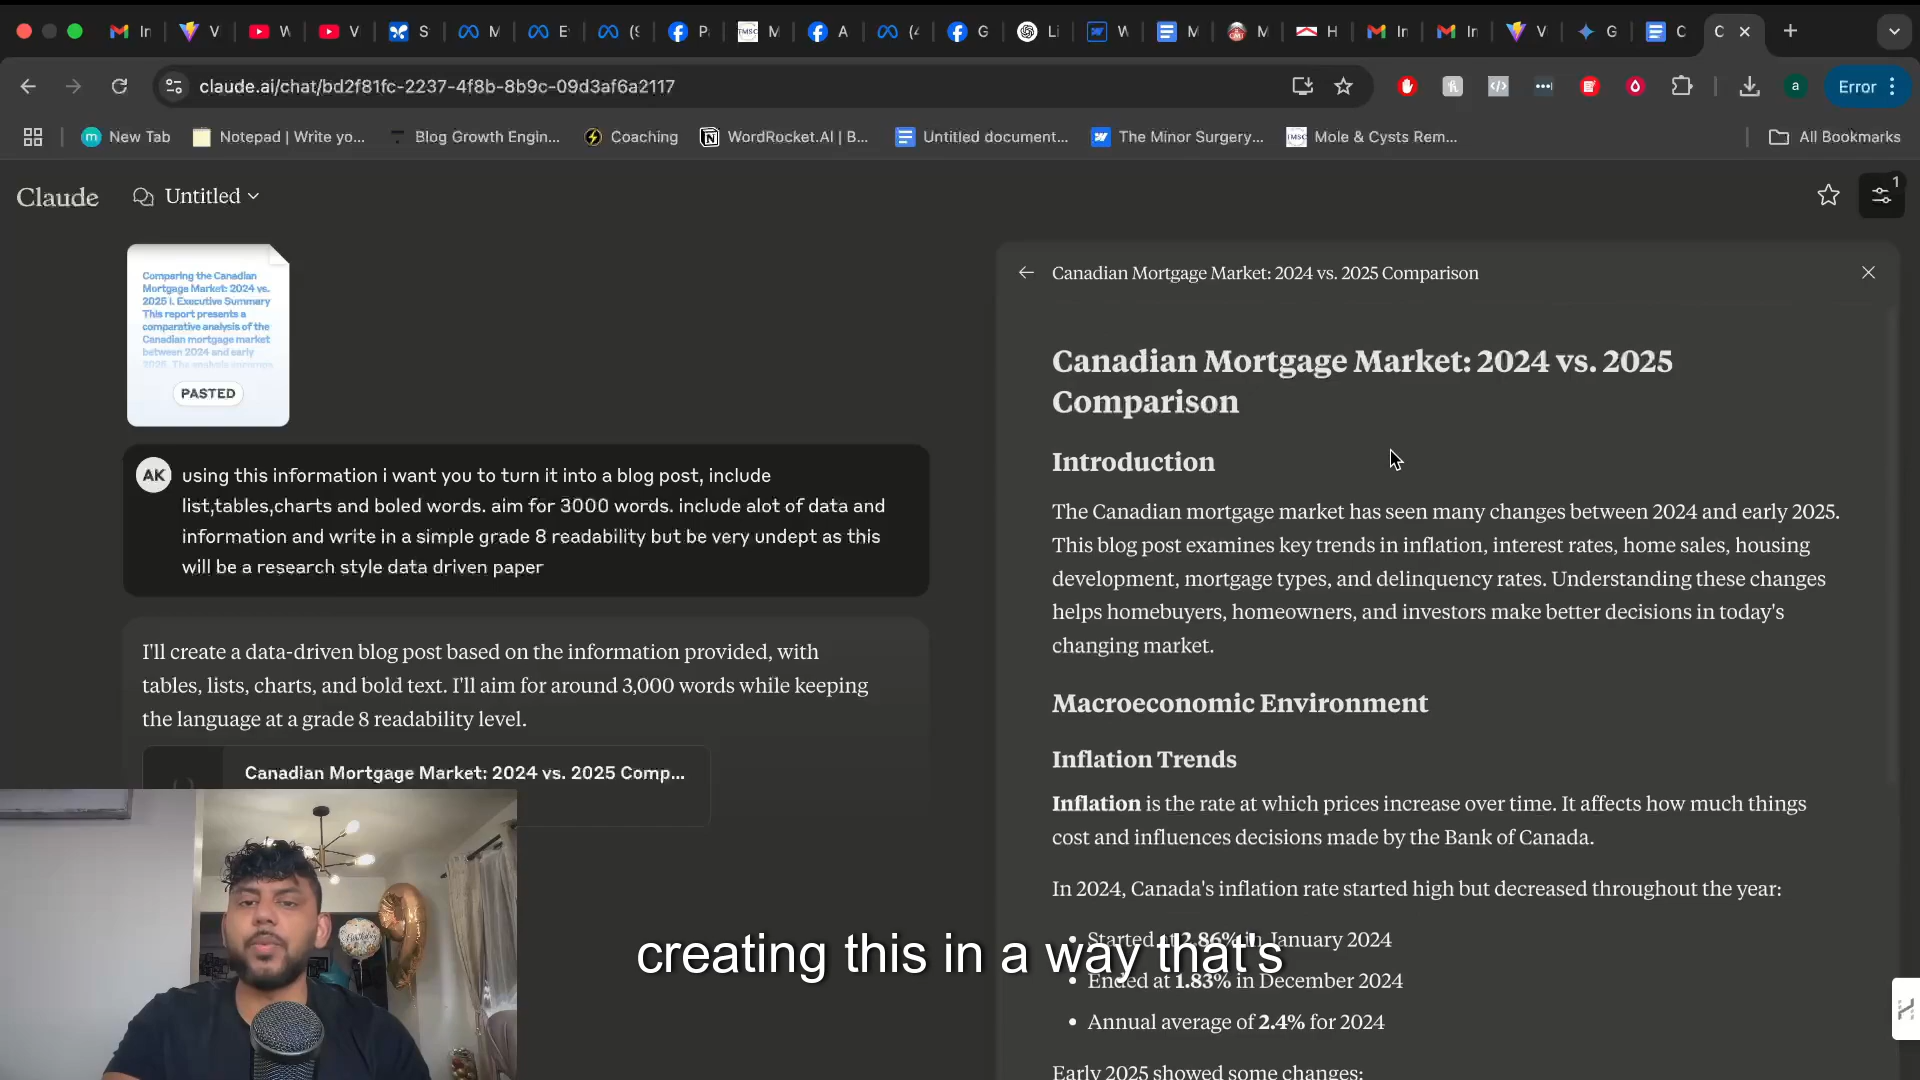 In
V
W
V
S
M
E
(9
P
M
A
(4
G
Li
W
M
M
H
In
In
V
G
C
C
claude.ai/chat/bd2f81fc-2237-4f8b-8b9c-09d3af6a2117
a
Error
New Tab
Notepad | Write yo...
Blog Growth Engin...
Coaching
WordRocket.AI | B...
Untitled document...
The Minor Surgery...
Mole & Cysts Rem...
All Bookmarks
Claude
Untitled
1
Comparing the Canadian
Mortgage Market: 2024 vs.
2025 I. Executive Summary
This report presents a
comparative analysis of the
Canadian mortgage market
between 2024 and early
PASTED
AK
using this information i want you to turn it into a blog post, include
list,tables,charts and boled words. aim for 3000 words. include alot of data and
information and write in a simple grade 8 readability but be very undept as this
will be a research style data driven paper
I'll create a data-driven blog post based on the information provided, with
tables, lists, charts, and bold text. I'll aim for around 3,000 words while keeping
the language at a grade 8 readability level.
Canadian Mortgage Market: 2024 vs. 2025 Comp...
Canadian Mortgage Market: 2024 vs. 2025 Comparison
Canadian Mortgage Market: 2024 vs. 2025
Comparison
Introduction
The Canadian mortgage market has seen many changes between 2024 and early 2025.
This blog post examines key trends in inflation, interest rates, home sales, housing
development, mortgage types, and delinquency rates. Understanding these changes
helps homebuyers, homeowners, and investors make better decisions in today's
changing market.
Macroeconomic Environment
Inflation Trends
Inflation is the rate at which prices increase over time. It affects how much things
cost and influences decisions made by the Bank of Canada.
In 2024, Canada's inflation rate started high but decreased throughout the year:
• Started at 2.86% in January 2024
• Ended at 1.83% in December 2024
• Annual average of 2.4% for 2024
Early 2025 showed some changes:
creating this in a way that's